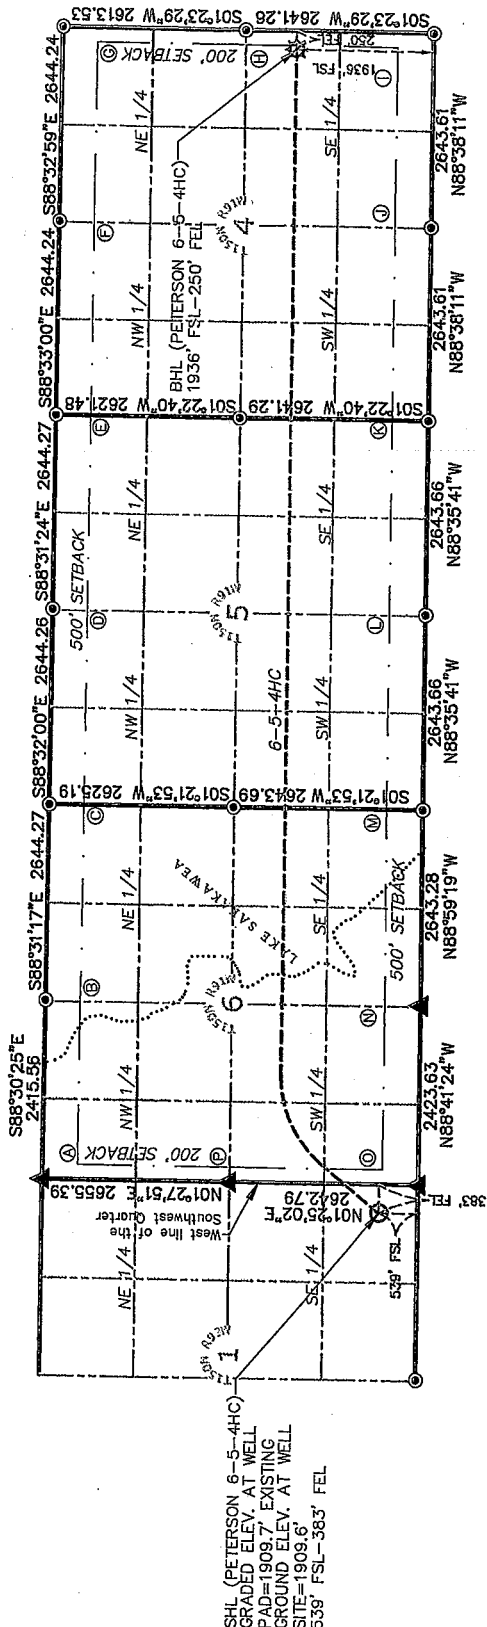 S88°30'25"E
2415.56
S88°31'17"E 2644.27
S88°32'00"E 2644.26
S88°31'24"E 2644.27
S88°33'00"E 2644.24
S88°32'59"E 2644.24
A
200' SETBACK
B
C
500' SETBACK
D
E
F
G
200' SETBACK
H
NE 1/4
NW 1/4
NE 1/4
NW 1/4
NE 1/4
NW 1/4
NE 1/4
N01°27'51"E 2655.39
S01°21'53"W 2625.19
S01°22'40"W 2621.48
S01°23'29"W 2613.53
West line of the
Southwest Quarter
P
LAKE SAKAKAWEA
BHL (PETERSON 6-5-4HC)
1936' FSL-250' FEL
T150N R93W
1
T150N R91W
6
T150N R91W
5
T150N R91W
4
N01°25'02"E
2642.79
S01°21'53"W 2643.69
S01°22'40"W 2641.29
S01°23'29"W 2641.26
6-5-4HC
250'
FEL
1936' FSL
SE 1/4
SW 1/4
SE 1/4
SW 1/4
SE 1/4
SW 1/4
SE 1/4
539' FSL
383' FEL
O
N
500' SETBACK
M
L
K
J
I
2423.63
N88°41'24"W
2643.28
N88°59'19"W
2643.66
N88°35'41"W
2643.66
N88°35'41"W
2643.61
N88°38'11"W
2643.61
N88°38'11"W
SHL (PETERSON 6-5-4HC)
GRADED ELEV. AT WELL
PAD=1909.7' EXISTING
GROUND ELEV. AT WELL
SITE=1909.6'
539' FSL-383' FEL